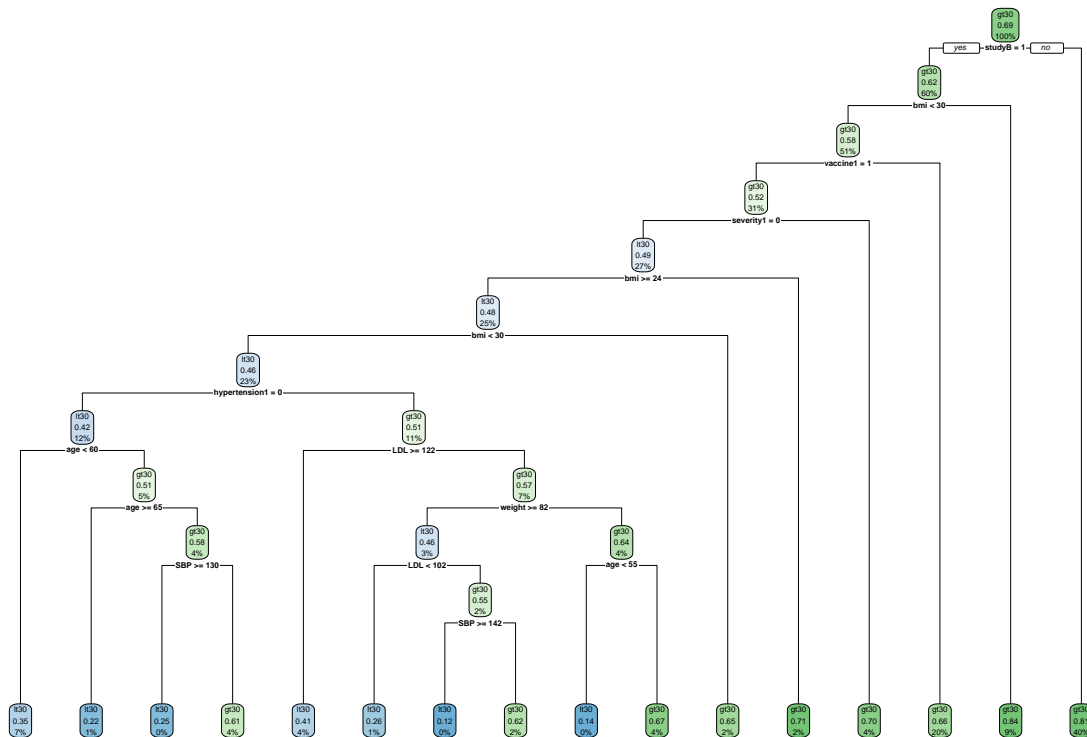 gt30
0.69
100%
yes studyB = 1 no
gt30
0.62
60%
bmi < 30
gt30
0.58
51%
vaccine1 = 1
gt30
0.52
31%
severity1 = 0
lt30
0.49
27%
bmi >= 24
lt30
0.48
25%
bmi < 30
lt30
0.46
23%
hypertension1 = 0
lt30 gt30
0.42 0.51
12% 11%
age < 60 LDL >= 122
gt30 gt30
0.51 0.57
5% 7%
age >= 65 weight >= 82
gt30 lt30 gt30
0.58 0.46 0.64
4% 3% 4%
SBP >= 130 LDL < 102 age < 55
gt30
0.55
2%
SBP >= 142
lt30 lt30 lt30 gt30 lt30 lt30 lt30 gt30 lt30 gt30 gt30 gt30 gt30 gt30 gt30 gt30
0.35 0.22 0.25 0.61 0.41 0.26 0.12 0.62 0.14 0.67 0.65 0.71 0.70 0.66 0.84 0.81
7% 1% 0% 4% 4% 1% 0% 2% 0% 4% 2% 2% 4% 20% 9% 40%